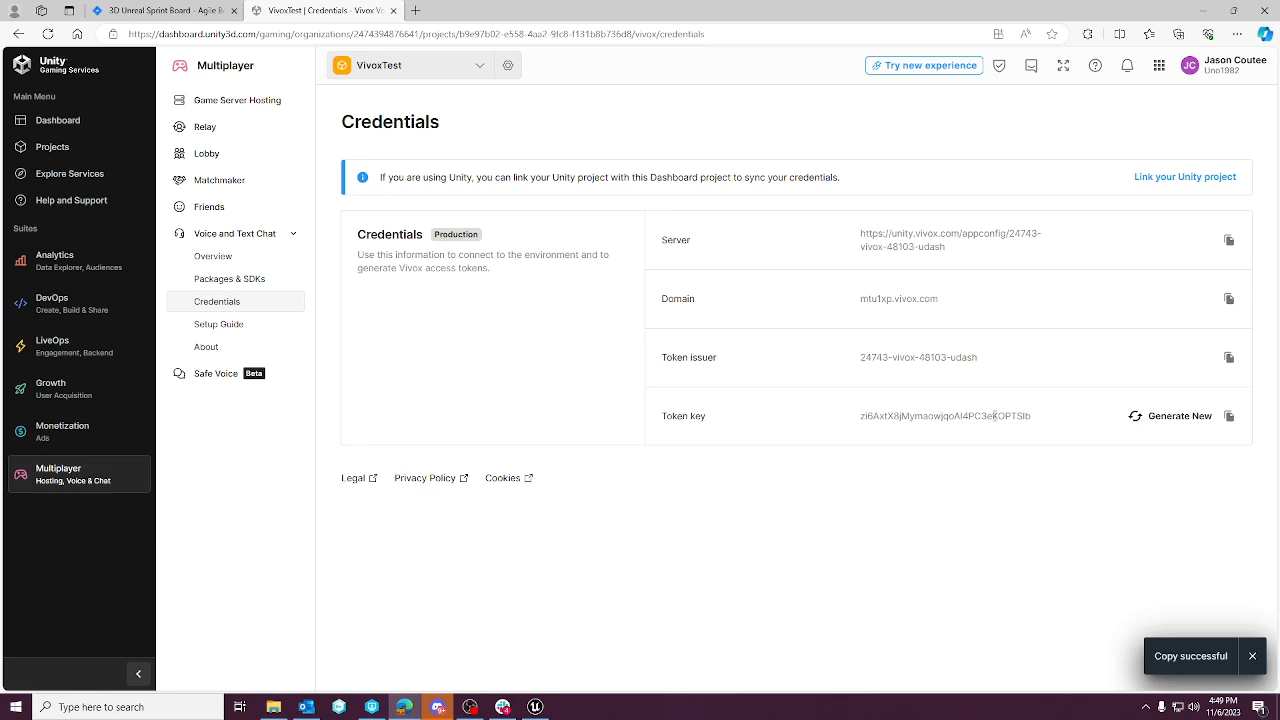 3D Unreal Split Board - Agile Bo
VivoxTest | Credentials - Vivox Vo
https://dashboard.unity3d.com/gaming/organizations/2474394876641/projects/b9e97b02-e558-4aa2-9fc8-f1131b8b736d8/vivox/credentials
Unity
Gaming Services
Main Menu
Dashboard
Projects
Explore Services
Help and Support
Suites
Analytics
Data Explorer, Audiences
DevOps
Create, Build & Share
LiveOps
Engagement, Backend
Growth
User Acquisition
Monetization
Ads
Multiplayer
Hosting, Voice & Chat
Multiplayer
Game Server Hosting
Relay
Lobby
Matchmaker
Friends
Voice and Text Chat
Overview
Packages & SDKs
Credentials
Setup Guide
About
Safe Voice Beta
VivoxTest
Try new experience
JC
Jason Coutee
Uno1982
Credentials
If you are using Unity, you can link your Unity project with this Dashboard project to sync your credentials.
Link your Unity project
Credentials Production
Use this information to connect to the environment and to
generate Vivox access tokens.
Server
https://unity.vivox.com/appconfig/24743-
vivox-48103-udash
Domain
mtu1xp.vivox.com
Token issuer
24743-vivox-48103-udash
Token key
zi6AxtX8jMymaowjqoAI4PC3eKOPTSIb
Generate New
Legal
Privacy Policy
Cookies
Copy successful
Type here to search
4:49 PM
11/6/2023